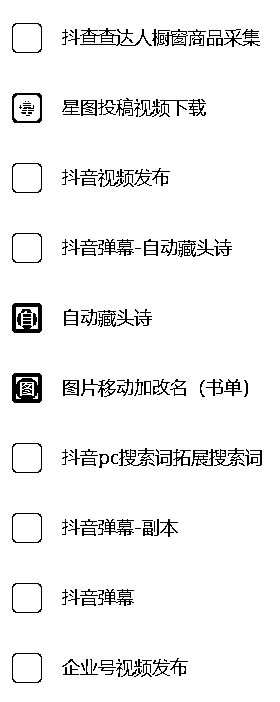 抖查查达人橱窗商品采集
星图投稿视频下载
抖音视频发布
抖音弹幕-自动藏头诗
自
自动藏头诗
图
图片移动加改名（书单）
抖音pc搜索词拓展搜索词
抖音弹幕-副本
抖音弹幕
企业号视频发布